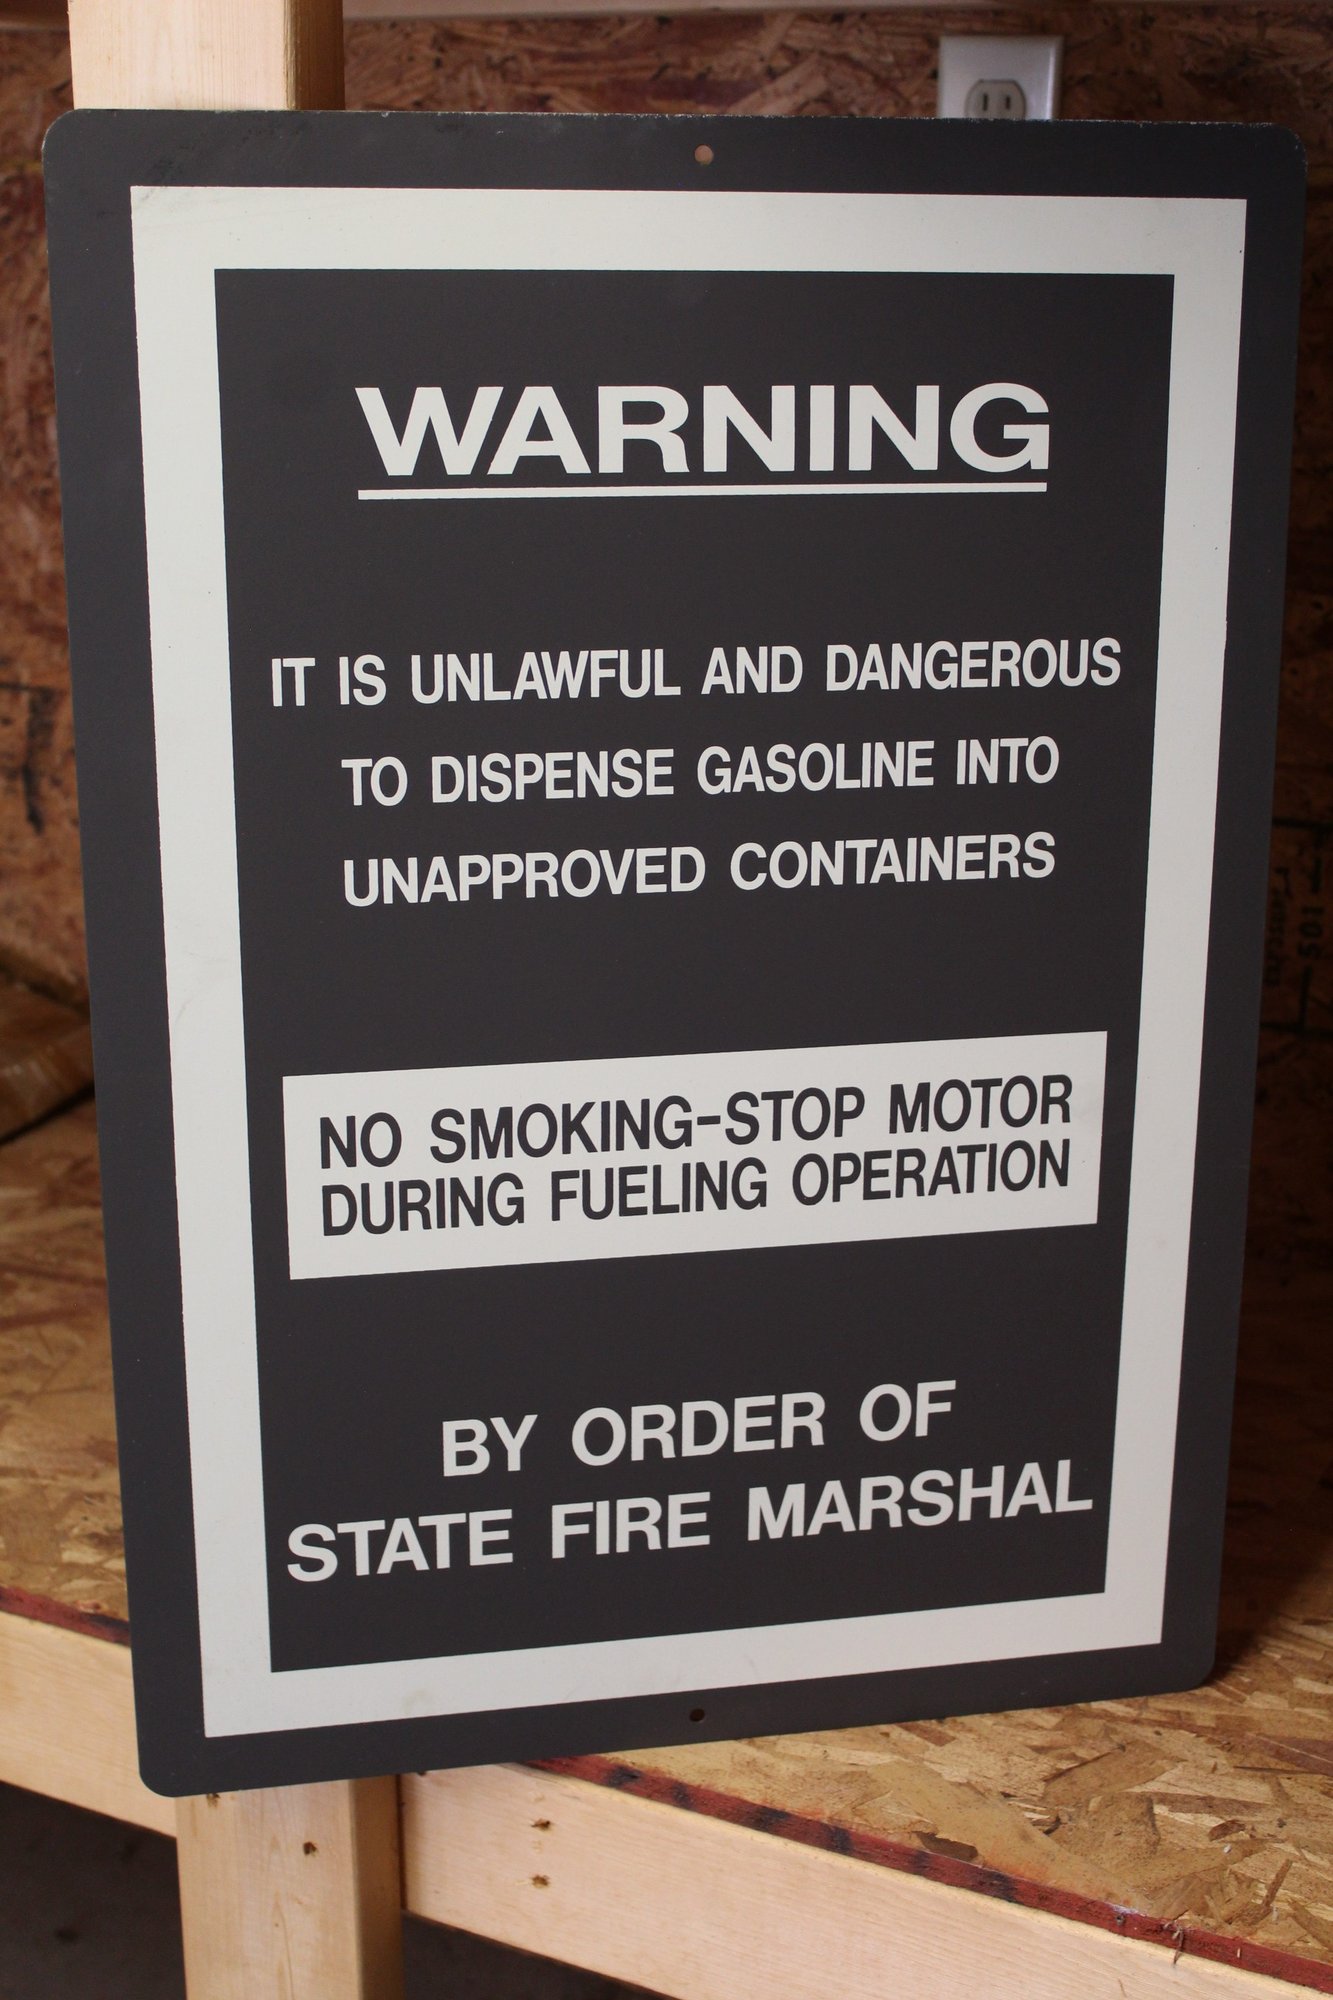 WARNING
IT IS UNLAWFUL AND DANGEROUS
TO DISPENSE GASOLINE INTO
UNAPPROVED CONTAINERS
NO SMOKING-STOP MOTOR
DURING FUELING OPERATION
BY ORDER OF
STATE FIRE MARSHAL